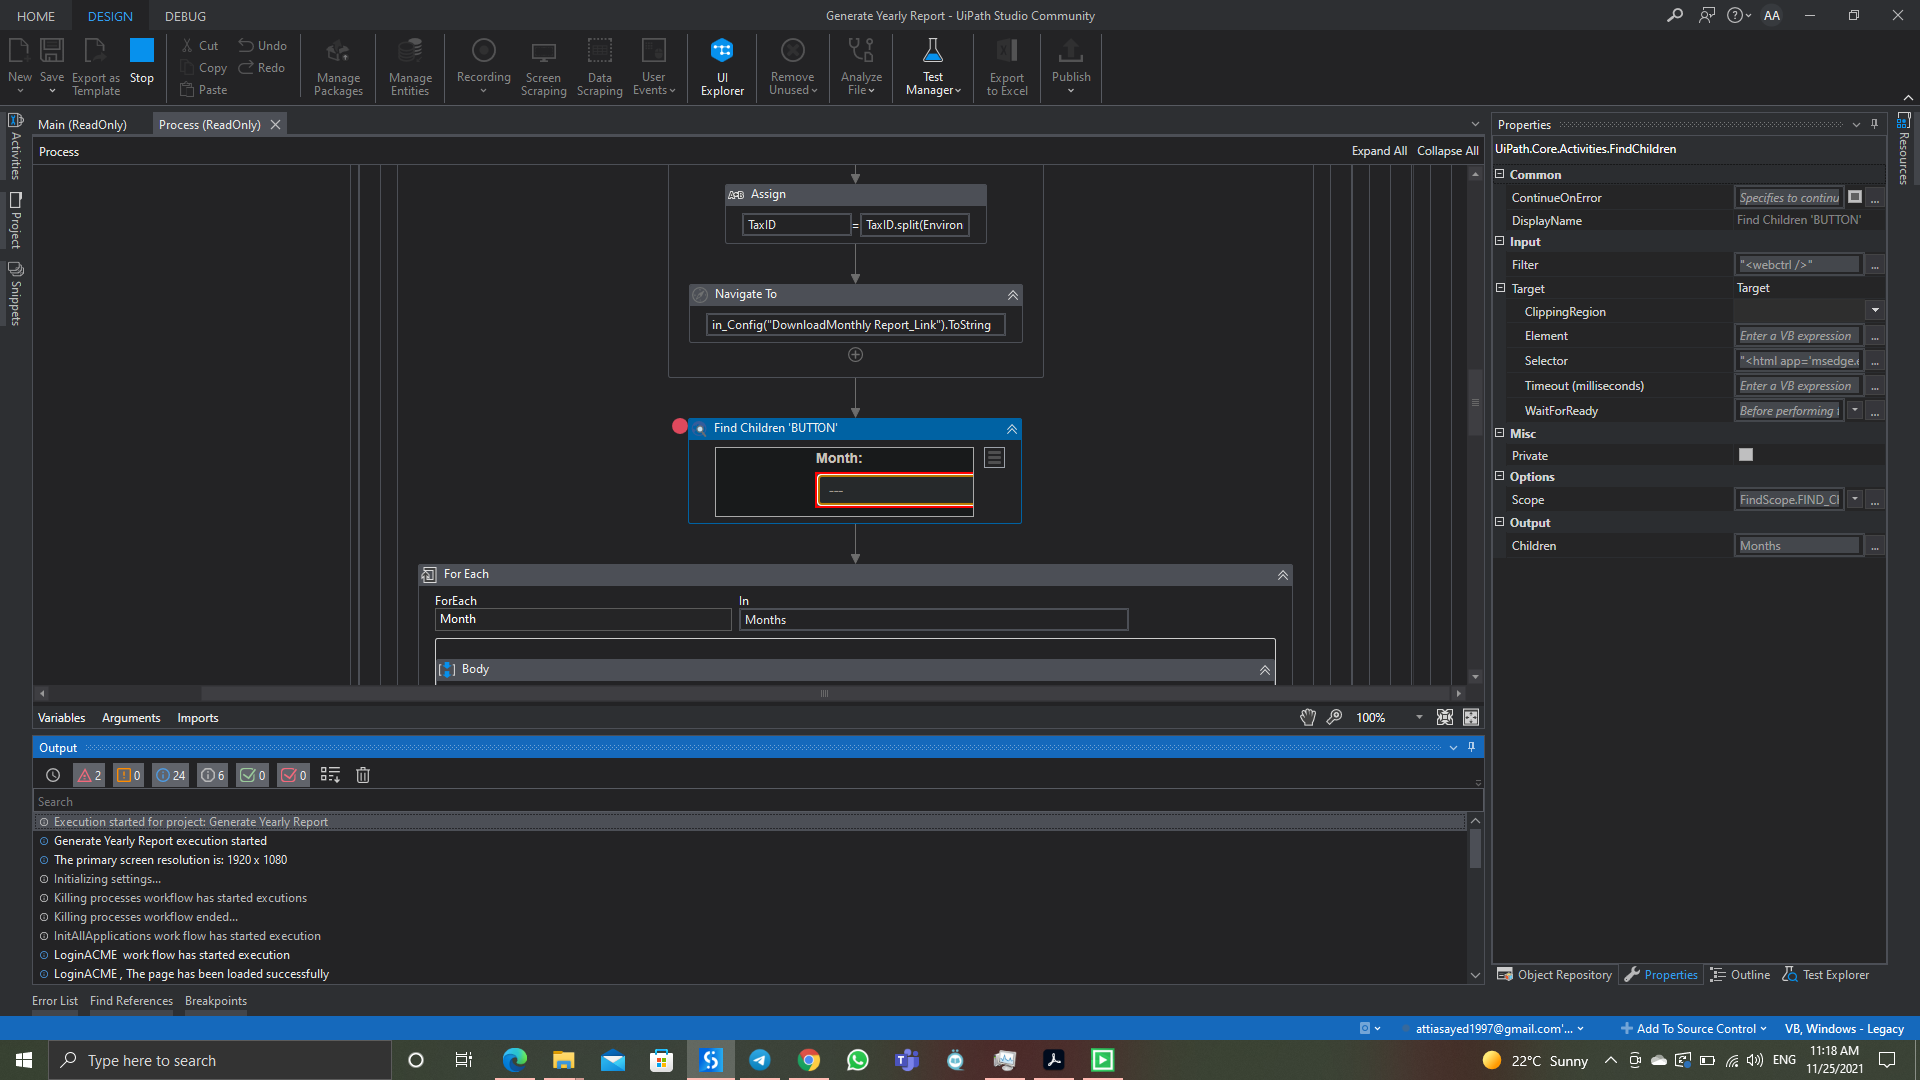 HOME DESIGN DEBUG
Generate Yearly Report - UiPath Studio Community
AA
New
Save
Export as Template
Stop
Cut
Copy
Paste
Undo
Redo
Manage Packages
Manage Entities
Recording
Screen Scraping
Data Scraping
User Events
UI Explorer
Remove Unused
Analyze File
Test Manager
Export to Excel
Publish
Activities
Project
Snippets
Main (ReadOnly)
Process (ReadOnly)
Process
Expand All Collapse All
Assign
TaxID = TaxID.split(Environ
Navigate To
in_Config("DownloadMonthly Report_Link").ToString
Find Children 'BUTTON'
Month:
---
For Each
ForEach In
Month Months
Body
Variables Arguments Imports
100%
Output
2 0 24 6 0 0
Search
Execution started for project: Generate Yearly Report
Generate Yearly Report execution started
The primary screen resolution is: 1920 x 1080
Initializing settings...
Killing processes workflow has started excutions
Killing processes workflow ended...
InitAllApplications work flow has started execution
LoginACME work flow has started execution
LoginACME , The page has been loaded successfully
Error List Find References Breakpoints
Properties
Resources
UiPath.Core.Activities.FindChildren
Common
ContinueOnError Specifies to continu ...
DisplayName Find Children 'BUTTON'
Input
Filter "<webctrl />" ...
Target Target
ClippingRegion
Element Enter a VB expression ...
Selector "<html app='msedge.e ...
Timeout (milliseconds) Enter a VB expression ...
WaitForReady Before performing t ...
Misc
Private
Options
Scope FindScope.FIND_CH ...
Output
Children Months ...
Object Repository Properties Outline Test Explorer
attiasayed1997@gmail.com'... Add To Source Control VB, Windows - Legacy
Type here to search
22°C Sunny
ENG
11:18 AM
11/25/2021